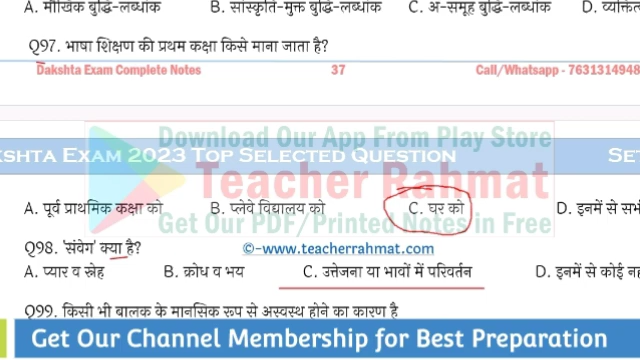 A. मौखिक बुद्धि-लब्धांक B. सांस्कृति-मुक्त बुद्धि-लब्धांक C. अ-समूह बुद्धि-लब्धांक D.
Q97. भाषा शिक्षण की प्रथम कक्षा किसे माना जाता है?
Dakshta Exam Complete Notes 37 Call/Whatsapp - 7631314948
Download Our App From Play Store
KSHTA EXAM 2023 TOP SELECTED QUESTION SE
Teacher Rahmat
A. पूर्व प्राथमिक कक्षा को B. प्लेवे विद्यालय को C. घर को D. इनमें से सभी
Get Our PDF/Printed Notes in Free
Q98. 'संवेग' क्या है? ©-www.teacherrahmat.com
A. प्यार व स्नेह B. क्रोध व भय C. उत्तेजना या भावों में परिवर्तन D. इनमें से कोई
Q99. किसी भी बालक के मानसिक रूप से अस्वस्थ होने का कारण है
Get Our Channel Membership for Best Preparation